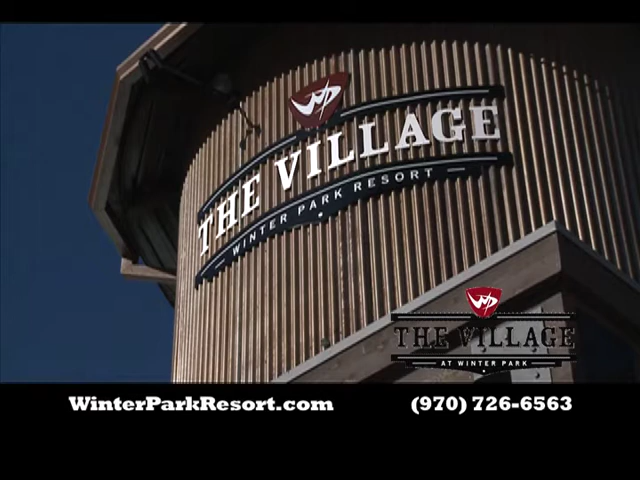 THE VILLAGE
WINTER PARK RESORT
THE VILLAGE
AT WINTER PARK
WinterParkResort.com (970) 726-6563